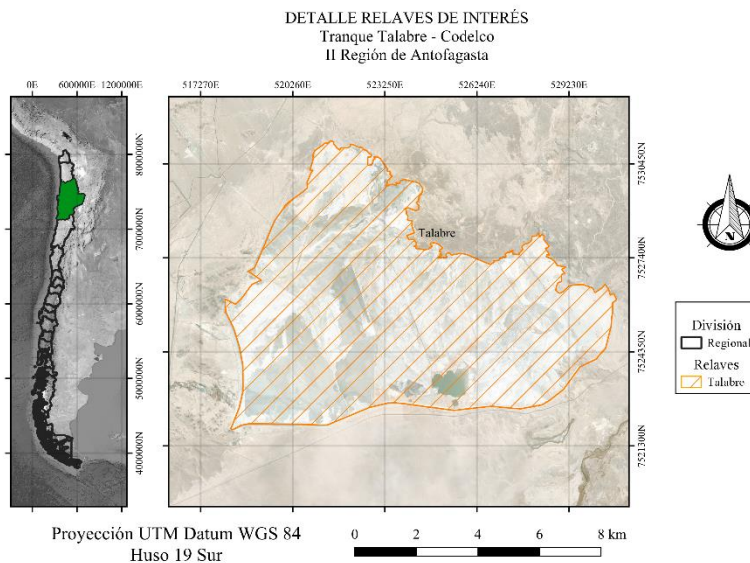 DETALLE RELAVES DE INTERÉS
Tranque Talabre - Codelco
II Región de Antofagasta
0E 600000E 1200000E
517270E 520260E 523250E 526240E 529230E
8000000N
7000000N
6000000N
5000000N
4000000N
7530450N
7527400N
7524350N
7521300N
Talabre
N
División
Regional
Relaves
Talabre
Proyección UTM Datum WGS 84
Huso 19 Sur
0 2 4 6 8 km